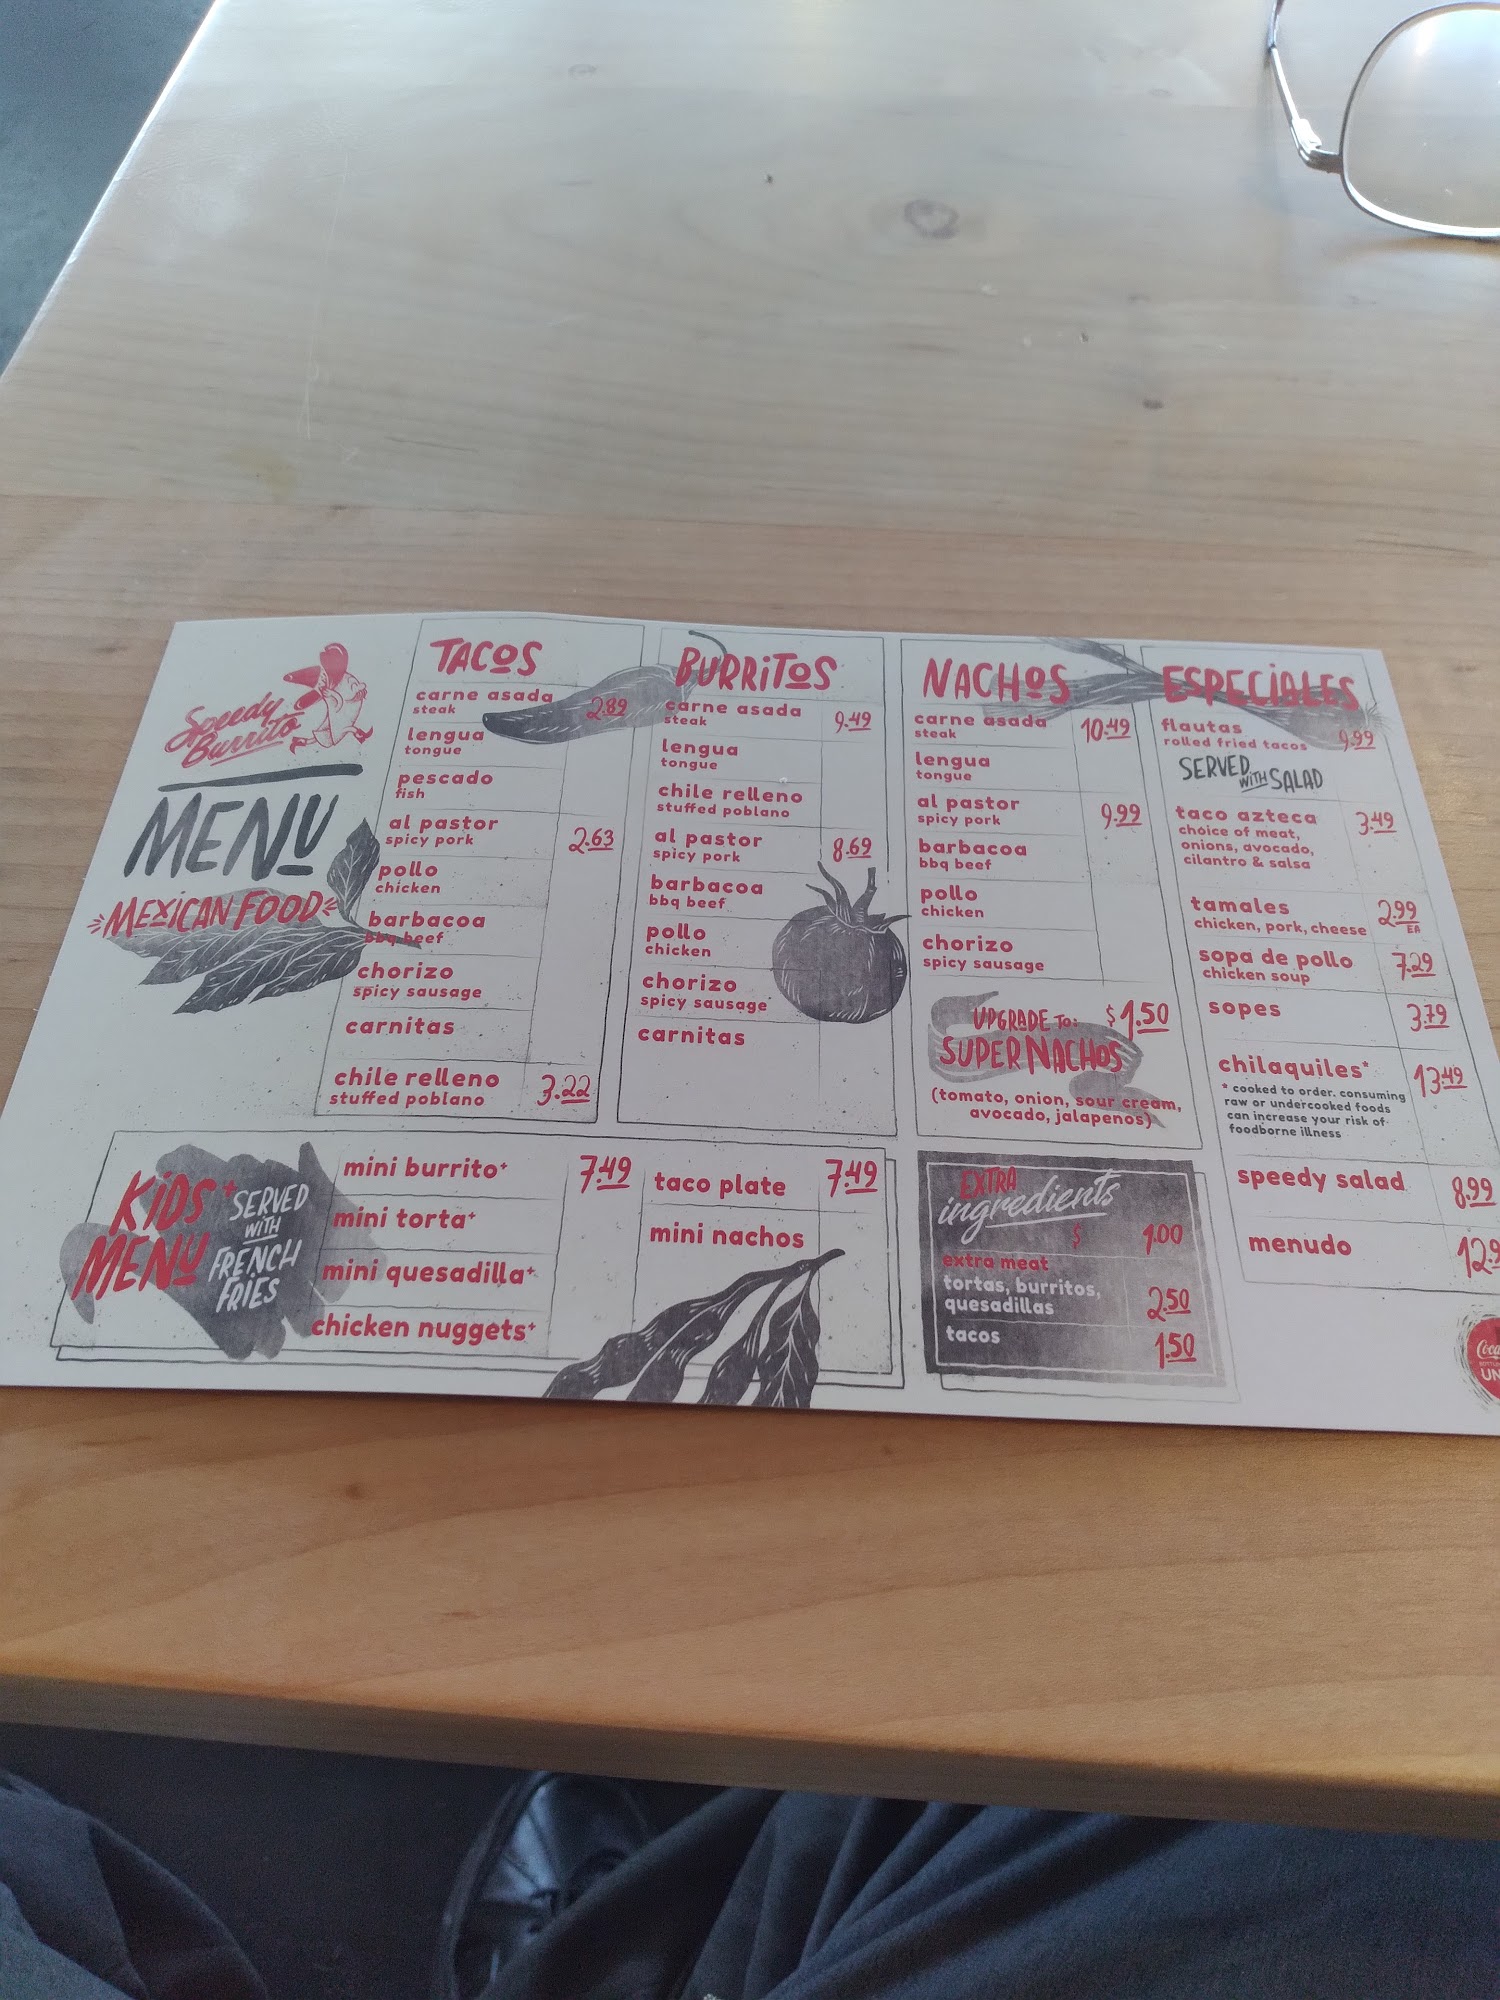 Speedy
Burrito
MENU
MEXICAN FOOD
TACOS
carne asada 2.89
steak
lengua
tongue
pescado
fish
al pastor 2.63
spicy pork
pollo
chicken
barbacoa
bbq beef
chorizo
spicy sausage
carnitas
chile relleno 3.22
stuffed poblano
BURRITOS
carne asada 9.49
steak
lengua
tongue
chile relleno
stuffed poblano
al pastor 8.69
spicy pork
barbacoa
bbq beef
pollo
chicken
chorizo
spicy sausage
carnitas
NACHOS
carne asada 10.49
steak
lengua
tongue
al pastor 9.99
spicy pork
barbacoa
bbq beef
pollo
chicken
chorizo
spicy sausage
UPGRADE TO: $1.50
SUPER NACHOS
(tomato, onion, sour cream,
avocado, jalapenos)
ESPECIALES
flautas 9.99
rolled fried tacos
SERVED WITH SALAD
taco azteca 3.49
choice of meat,
onions, avocado,
cilantro & salsa
tamales 2.99
chicken, pork, cheese EA
sopa de pollo 7.29
chicken soup
sopes 3.79
chilaquiles* 13.49
* cooked to order. consuming
raw or undercooked foods
can increase your risk of
foodborne illness
speedy salad 8.99
menudo
KIDS+
MENU
SERVED
WITH
FRENCH
FRIES
mini burrito+ 7.49
mini torta+
mini quesadilla+
chicken nuggets+
taco plate 7.49
mini nachos
EXTRA
ingredients
$ 1.00
extra meat
tortas, burritos,
quesadillas 2.50
tacos 1.50